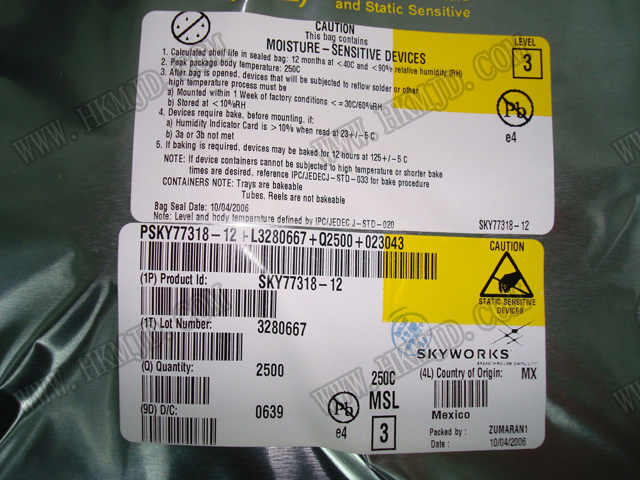 and Static Sensitive
CAUTION
This bag contains
MOISTURE-SENSITIVE DEVICES
LEVEL
3
1. Calculated shelf life in sealed bag: 12 months at <40C and <90% relative humidity (RH)
2. Peak package body temperature: 250C
3. After bag is opened, devices that will be subjected to reflow solder or other
high temperature process must be
a) Mounted within 1 Week of factory conditions <=30C/60%RH
b) Stored at <10%RH
4. Devices require bake, before mounting, if:
a) Humidity Indicator Card is >10% when read at 23+/-5 C
b) 3a or 3b not met
5. If baking is required, devices may be baked for 12 hours at 125+/-5 C
NOTE: If device containers cannot be subjected to high temperature or shorter bake
times are desired, reference IPC/JEDECJ-STD-033 for bake procedure
CONTAINERS NOTE: Trays are bakeable
Tubes, Reels are not bakeable
Bag Seal Date: 10/04/2006
Note: Level and body temperature defined by IPC/JEDEC J-STD-020
SKY77318-12
Pb
e4
PSKY77318-12+L3280667+Q2500+023043
CAUTION
STATIC SENSITIVE
DEVICES
(1P) Product Id: SKY77318-12
(1T) Lot Number: 3280667
SKYWORKS
(Q) Quantity: 2500
250C
(4L) Country of Origin: MX
Mexico
(9D) D/C: 0639
Pb
e4
MSL
3
Packed by : ZUMARAN1
Date : 10/04/2006
WWW.HKMJD.COM